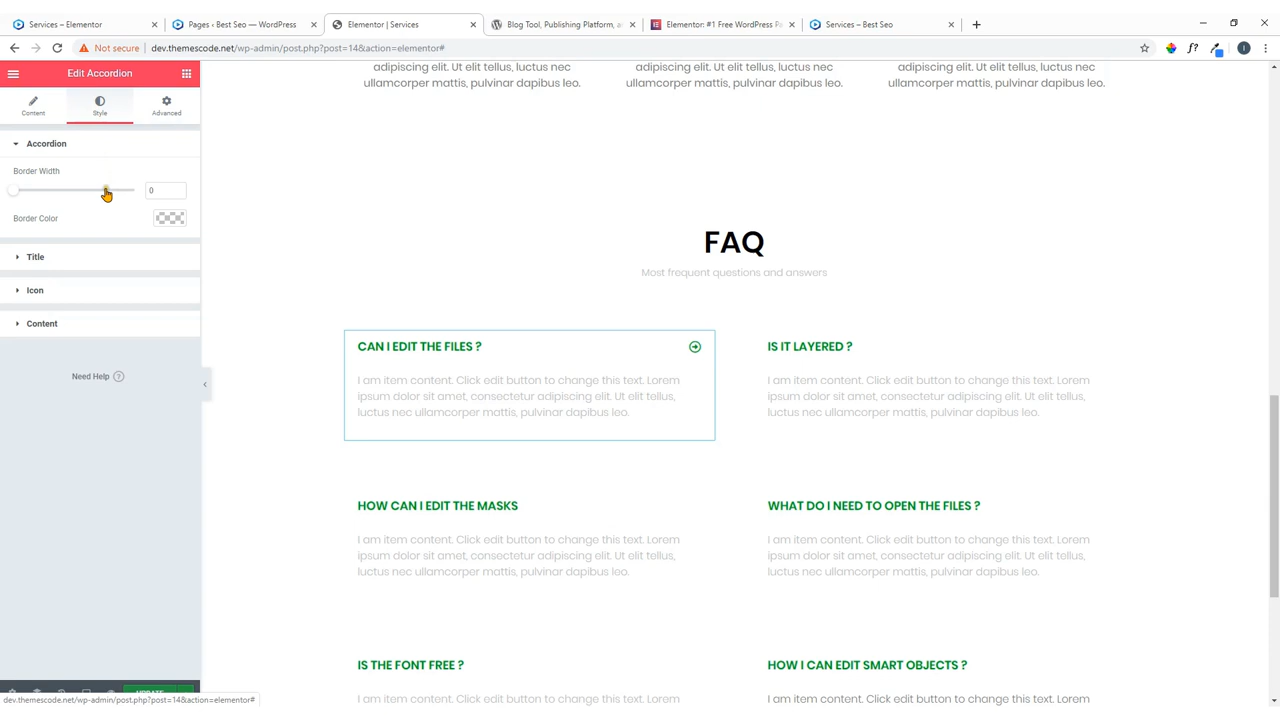 Services – Elementor
Pages ‹ Best Seo — WordPress
Elementor | Services
Blog Tool, Publishing Platform, a
Elementor: #1 Free WordPress P
Services – Best Seo
Not secure
dev.themescode.net/wp-admin/post.php?post=14&action=elementor#
f?
I
Edit Accordion
Content
Style
Advanced
Accordion
Border Width
0
Border Color
Title
Icon
Content
Need Help ?
UPDATE
dev.themescode.net/wp-admin/post.php?post=14&action=elementor#
adipiscing elit. Ut elit tellus, luctus nec
ullamcorper mattis, pulvinar dapibus leo.
adipiscing elit. Ut elit tellus, luctus nec
ullamcorper mattis, pulvinar dapibus leo.
adipiscing elit. Ut elit tellus, luctus nec
ullamcorper mattis, pulvinar dapibus leo.
FAQ
Most frequent questions and answers
CAN I EDIT THE FILES ?
I am item content. Click edit button to change this text. Lorem
ipsum dolor sit amet, consectetur adipiscing elit. Ut elit tellus,
luctus nec ullamcorper mattis, pulvinar dapibus leo.
IS IT LAYERED ?
I am item content. Click edit button to change this text. Lorem
ipsum dolor sit amet, consectetur adipiscing elit. Ut elit tellus,
luctus nec ullamcorper mattis, pulvinar dapibus leo.
HOW CAN I EDIT THE MASKS
I am item content. Click edit button to change this text. Lorem
ipsum dolor sit amet, consectetur adipiscing elit. Ut elit tellus,
luctus nec ullamcorper mattis, pulvinar dapibus leo.
WHAT DO I NEED TO OPEN THE FILES ?
I am item content. Click edit button to change this text. Lorem
ipsum dolor sit amet, consectetur adipiscing elit. Ut elit tellus,
luctus nec ullamcorper mattis, pulvinar dapibus leo.
IS THE FONT FREE ?
I am item content. Click edit button to change this text. Lorem
HOW I CAN EDIT SMART OBJECTS ?
I am item content. Click edit button to change this text. Lorem